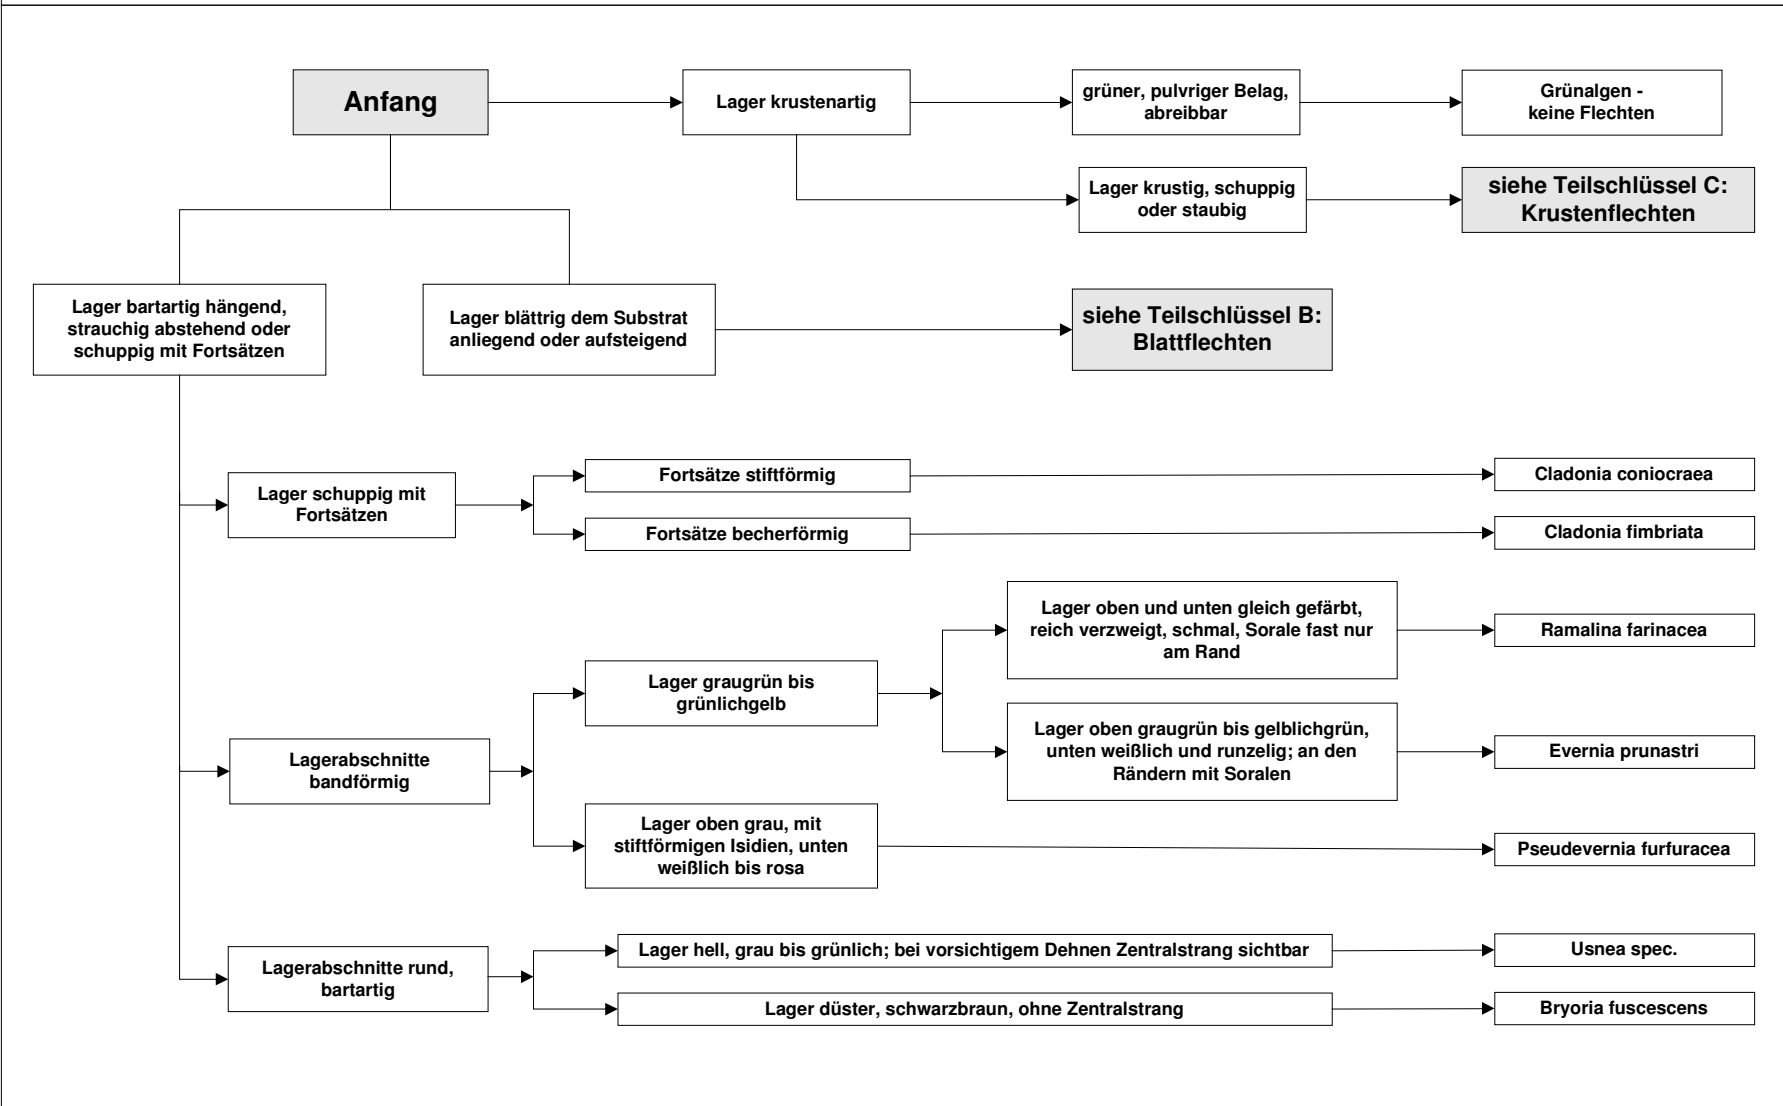 Anfang
Lager krustenartig
grüner, pulvriger Belag,
abreibbar
Grünalgen -
keine Flechten
Lager krustig, schuppig
oder staubig
siehe Teilschlüssel C:
Krustenflechten
Lager bartartig hängend,
strauchig abstehend oder
schuppig mit Fortsätzen
Lager blättrig dem Substrat
anliegend oder aufsteigend
siehe Teilschlüssel B:
Blattflechten
Lager schuppig mit
Fortsätzen
Fortsätze stiftförmig
Cladonia coniocraea
Fortsätze becherförmig
Cladonia fimbriata
Lagerabschnitte
bandförmig
Lager graugrün bis
grünlichgelb
Lager oben und unten gleich gefärbt,
reich verzweigt, schmal, Sorale fast nur
am Rand
Ramalina farinacea
Lager oben graugrün bis gelblichgrün,
unten weißlich und runzelig; an den
Rändern mit Soralen
Evernia prunastri
Lager oben grau, mit
stiftförmigen Isidien, unten
weißlich bis rosa
Pseudevernia furfuracea
Lagerabschnitte rund,
bartartig
Lager hell, grau bis grünlich; bei vorsichtigem Dehnen Zentralstrang sichtbar
Usnea spec.
Lager düster, schwarzbraun, ohne Zentralstrang
Bryoria fuscescens